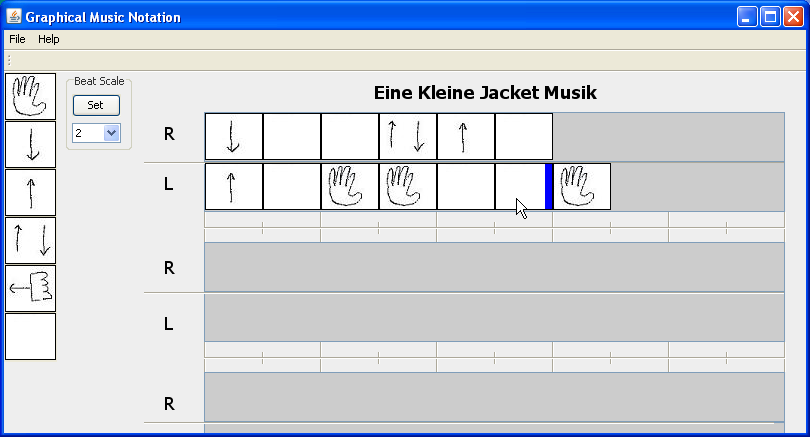 Graphical Music Notation
File Help
Beat Scale
Set
2
Eine Kleine Jacket Musik
R
L
R
L
R